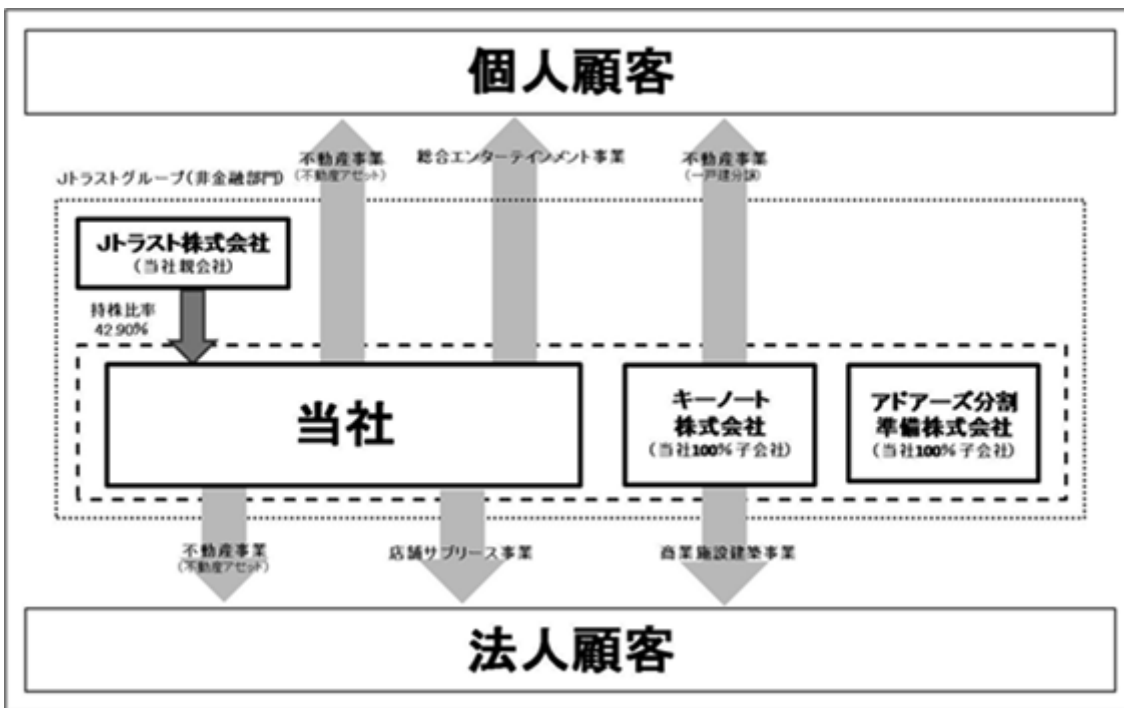 個人顧客
不動産事業
(不動産アセット)
総合エンターテインメント事業
不動産事業
(一戸建分譲)
Jトラストグループ(非金融部門)
Jトラスト株式会社
(当社親会社)
持株比率
42.90%
当社
キーノート
株式会社
(当社100%子会社)
アドアーズ分割
準備株式会社
(当社100%子会社)
不動産事業
(不動産アセット)
店舗サブリース事業
商業施設建築事業
法人顧客